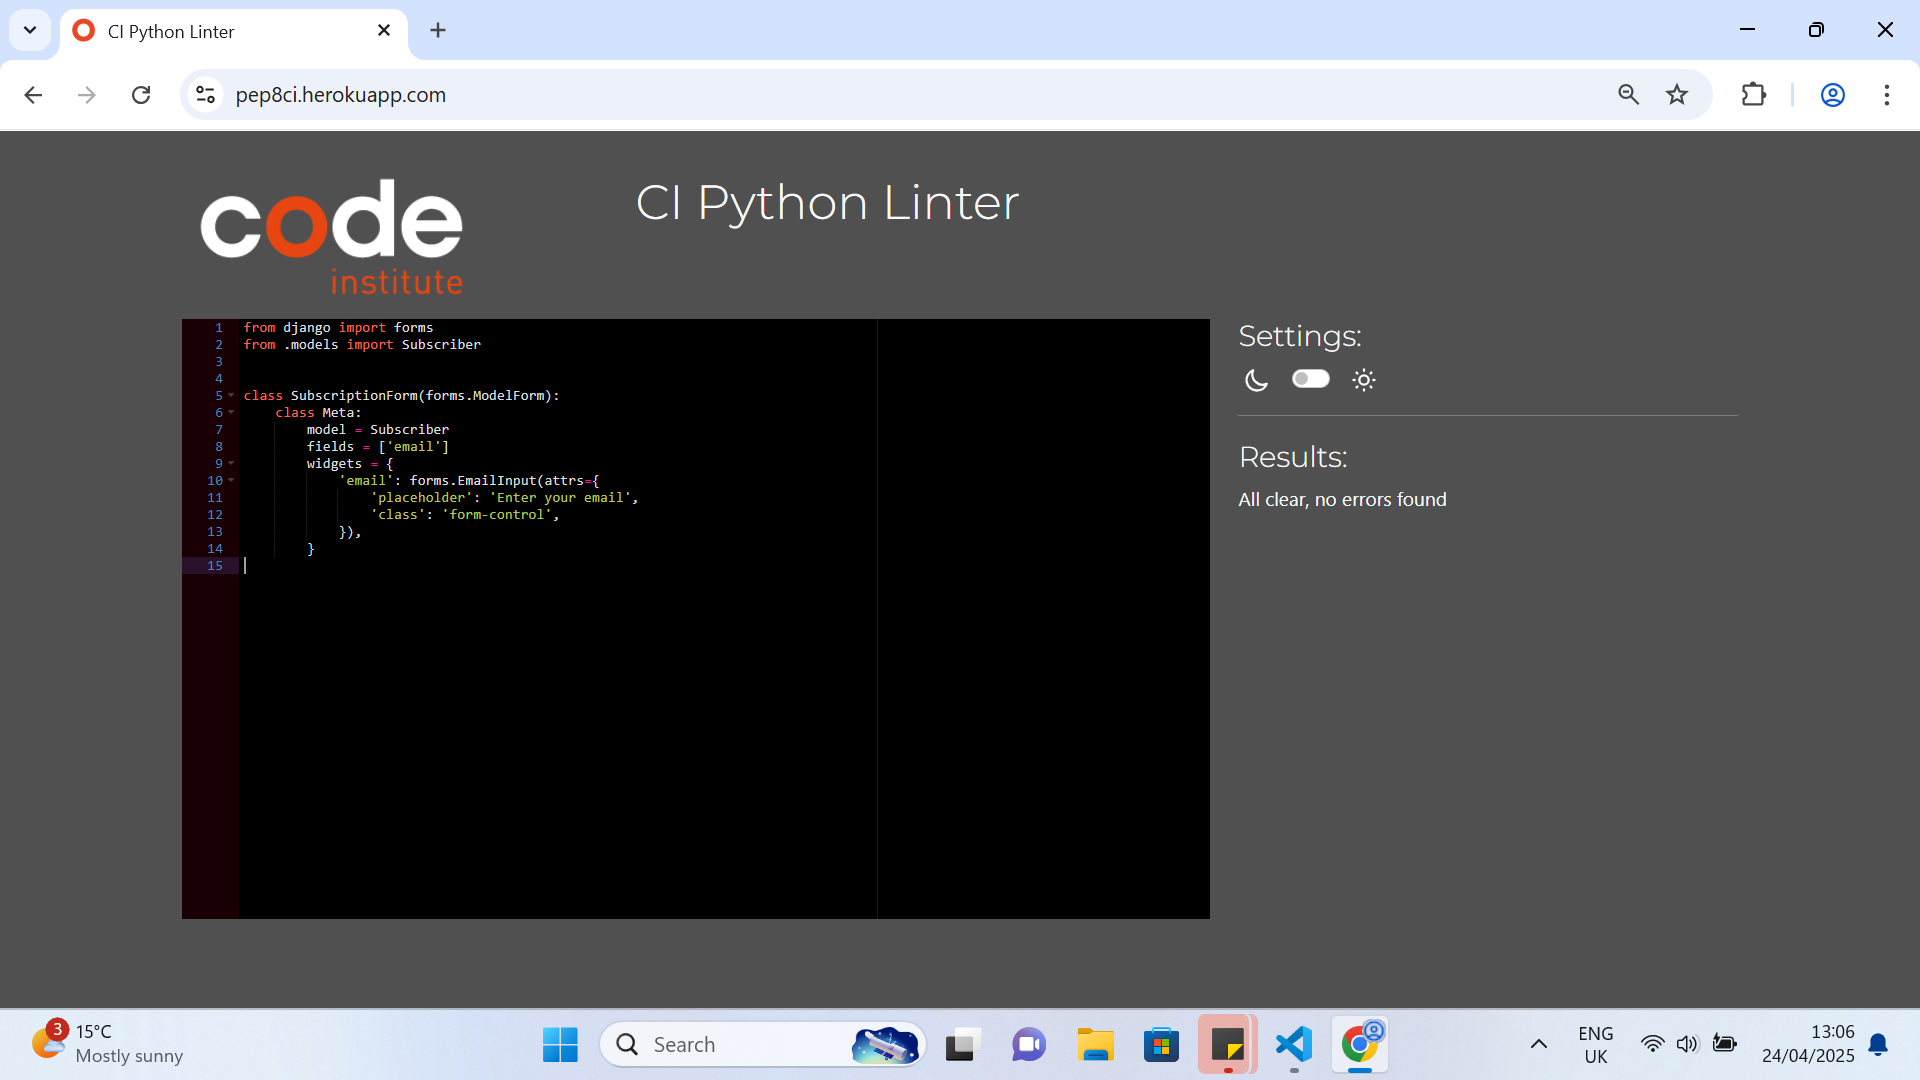 CI Python Linter
pep8ci.herokuapp.com
code
institute
CI Python Linter
1 from django import forms
2 from .models import Subscriber
3
4
5 class SubscriptionForm(forms.ModelForm):
6     class Meta:
7         model = Subscriber
8         fields = ['email']
9         widgets = {
10             'email': forms.EmailInput(attrs={
11                 'placeholder': 'Enter your email',
12                 'class': 'form-control',
13             }),
14         }
15
Settings:
Results:
All clear, no errors found
3
15°C
Mostly sunny
Search
ENG
UK
13:06
24/04/2025